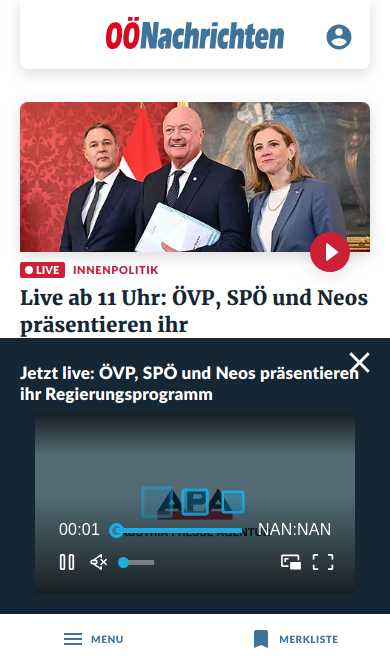 OÖNachrichten
LIVE INNENPOLITIK
Live ab 11 Uhr: ÖVP, SPÖ und Neos
präsentieren ihr
Jetzt live: ÖVP, SPÖ und Neos präsentieren
ihr Regierungsprogramm
APA
AUSTRIA PRESSE AGENTUR
00:01 NAN:NAN
MENU MERKLISTE